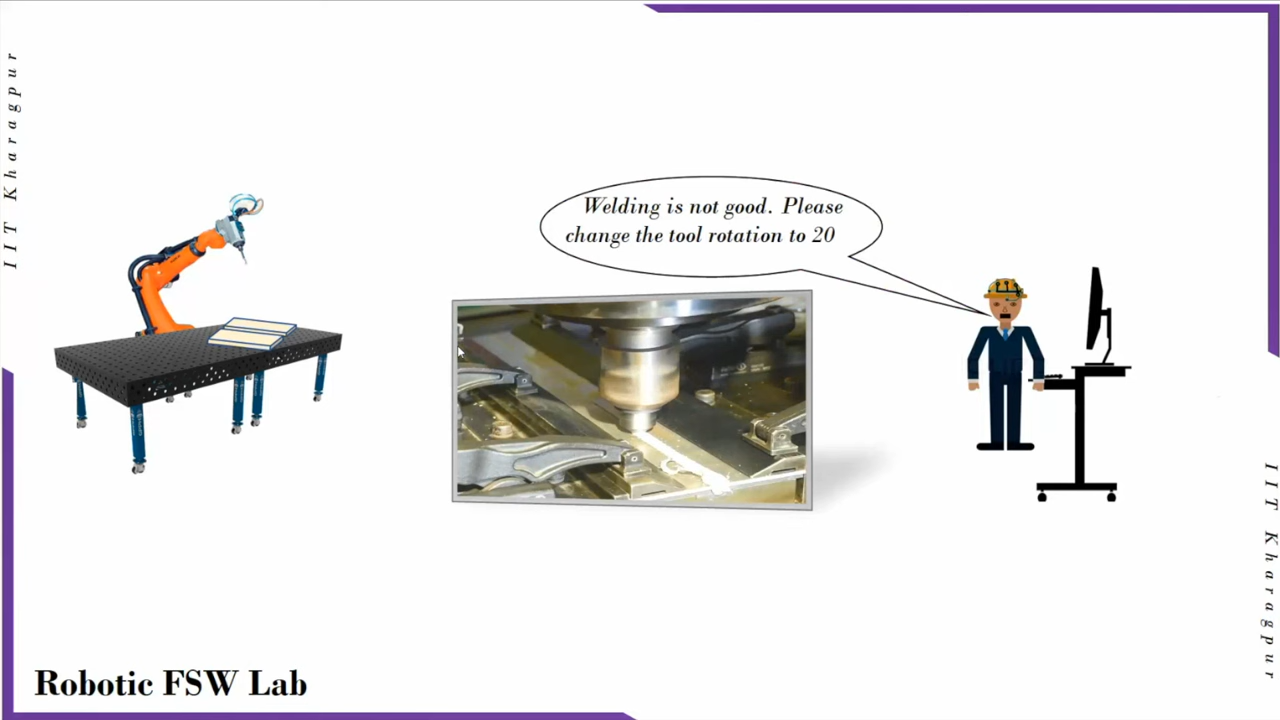 IIT Kharagpur
Welding is not good. Please
change the tool rotation to 20
IIT Kharagpur
Robotic FSW Lab